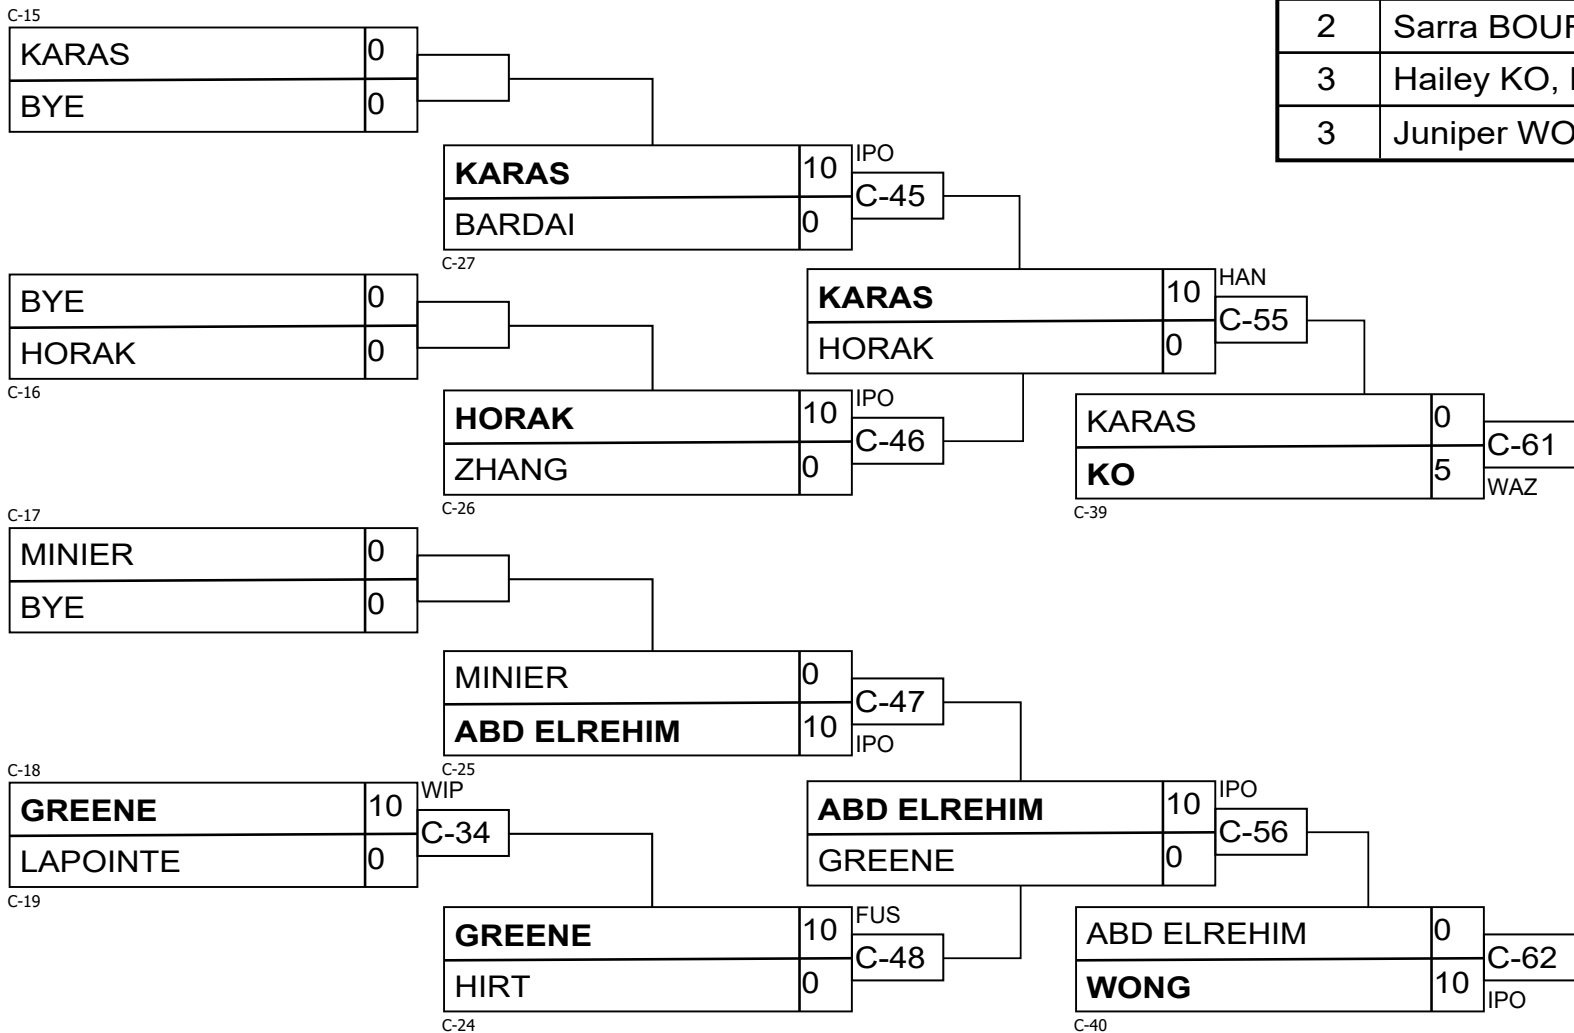 C-15
KARAS 0
BYE 0
2 Sarra
3 Hailey KO,
3 Juniper
KARAS 10 IPO
C-45
BARDAI 0
C-27
BYE 0
HORAK 0
C-16
KARAS 10 HAN
C-55
HORAK 0
HORAK 10 IPO
C-46
ZHANG 0
C-26
KARAS 0
C-61
KO 5 WAZ
C-39
C-17
MINIER 0
BYE 0
MINIER 0
C-47
ABD ELREHIM 10 IPO
C-25
C-18
GREENE 10 WIP
C-34
LAPOINTE 0
C-19
ABD ELREHIM 10 IPO
C-56
GREENE 0
GREENE 10 FUS
C-48
HIRT 0
C-24
ABD ELREHIM 0
C-62
WONG 10 IPO
C-40